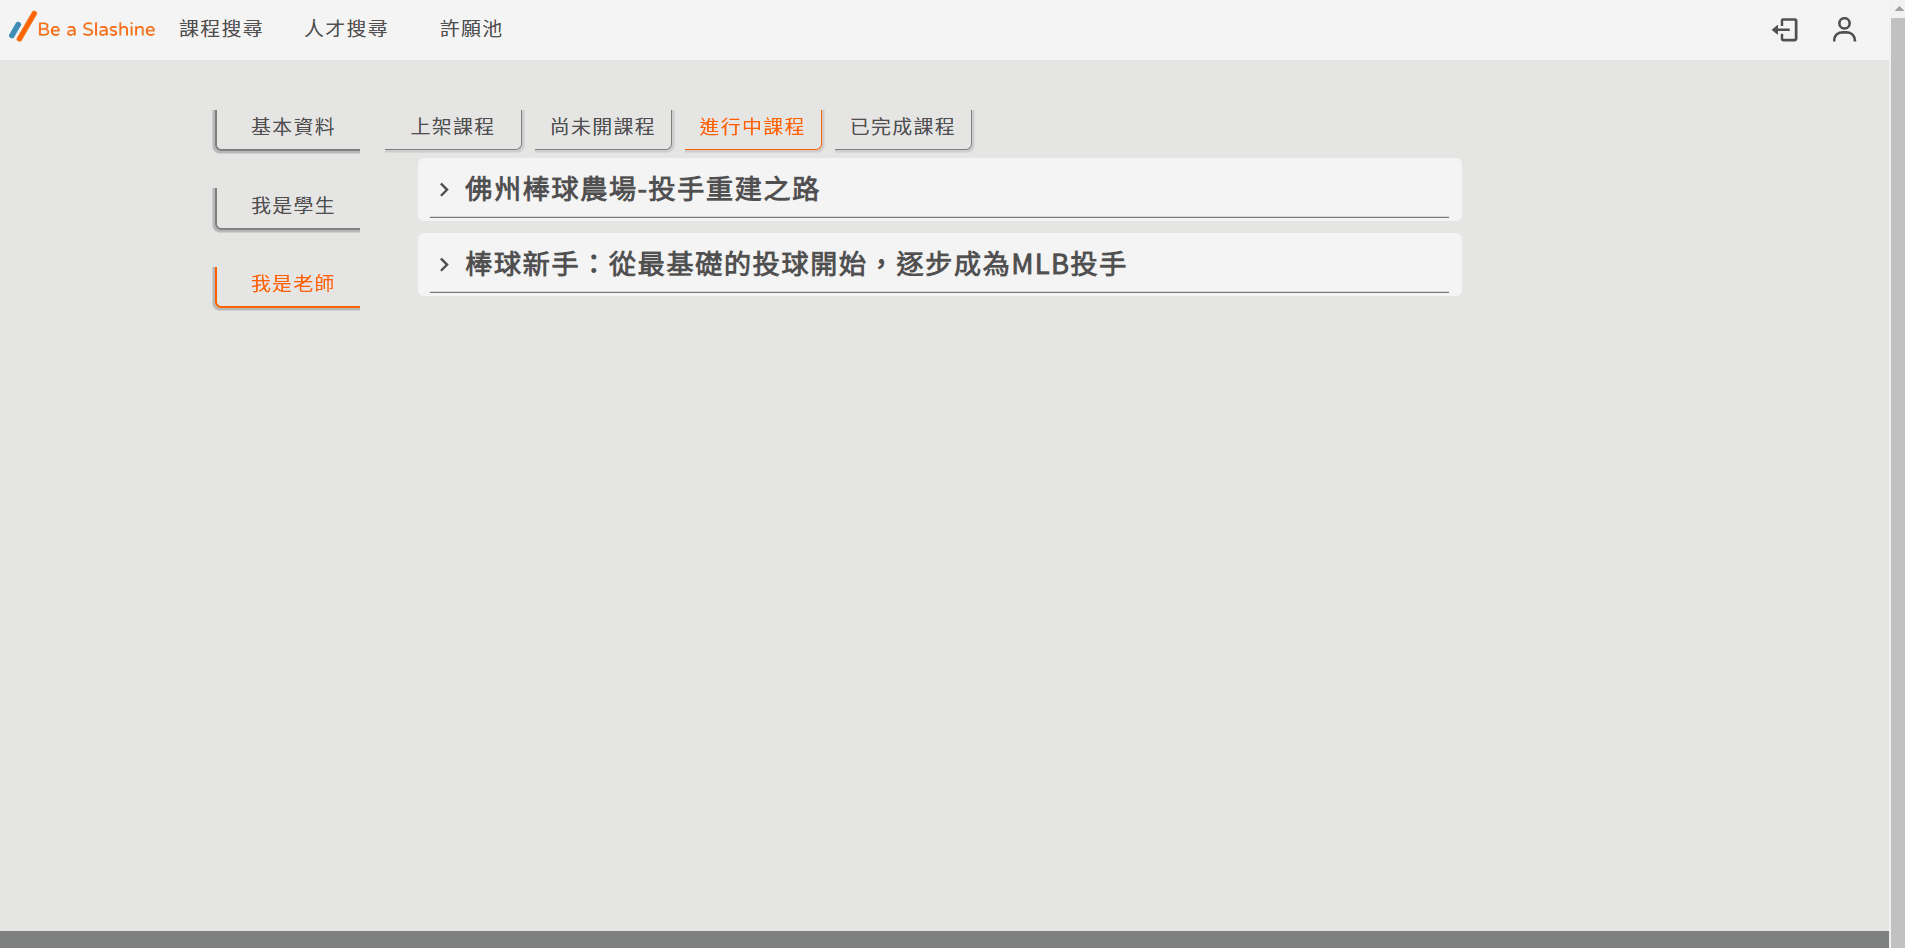 Be a Slashine 課程搜尋 人才搜尋 許願池
基本資料 上架課程 尚未開課程 進行中課程 已完成課程
佛州棒球農場-投手重建之路
我是學生
棒球新手：從最基礎的投球開始，逐步成為MLB投手
我是老師